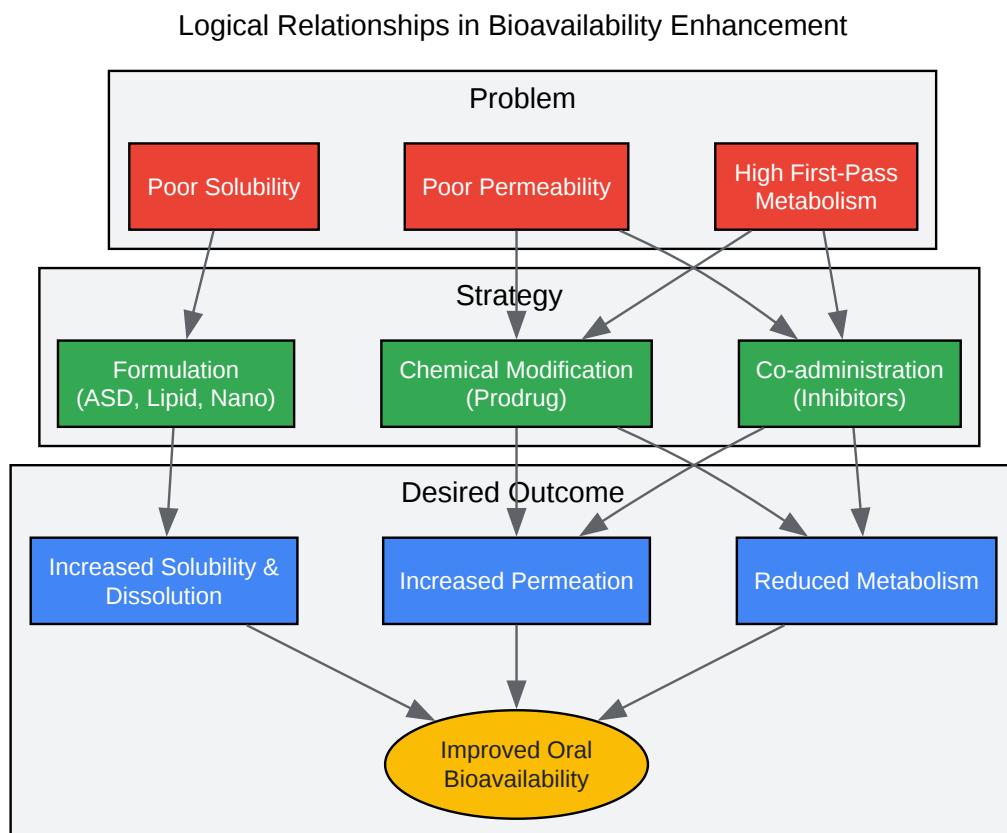 Logical Relationships in Bioavailability Enhancement
Problem
Poor Solubility
Poor Permeability
High First-Pass
Metabolism
Strategy
Formulation
(ASD, Lipid, Nano)
Chemical Modification
(Prodrug)
Co-administration
(Inhibitors)
Desired Outcome
Increased Solubility &
Dissolution
Increased Permeation
Reduced Metabolism
Improved Oral
Bioavailability